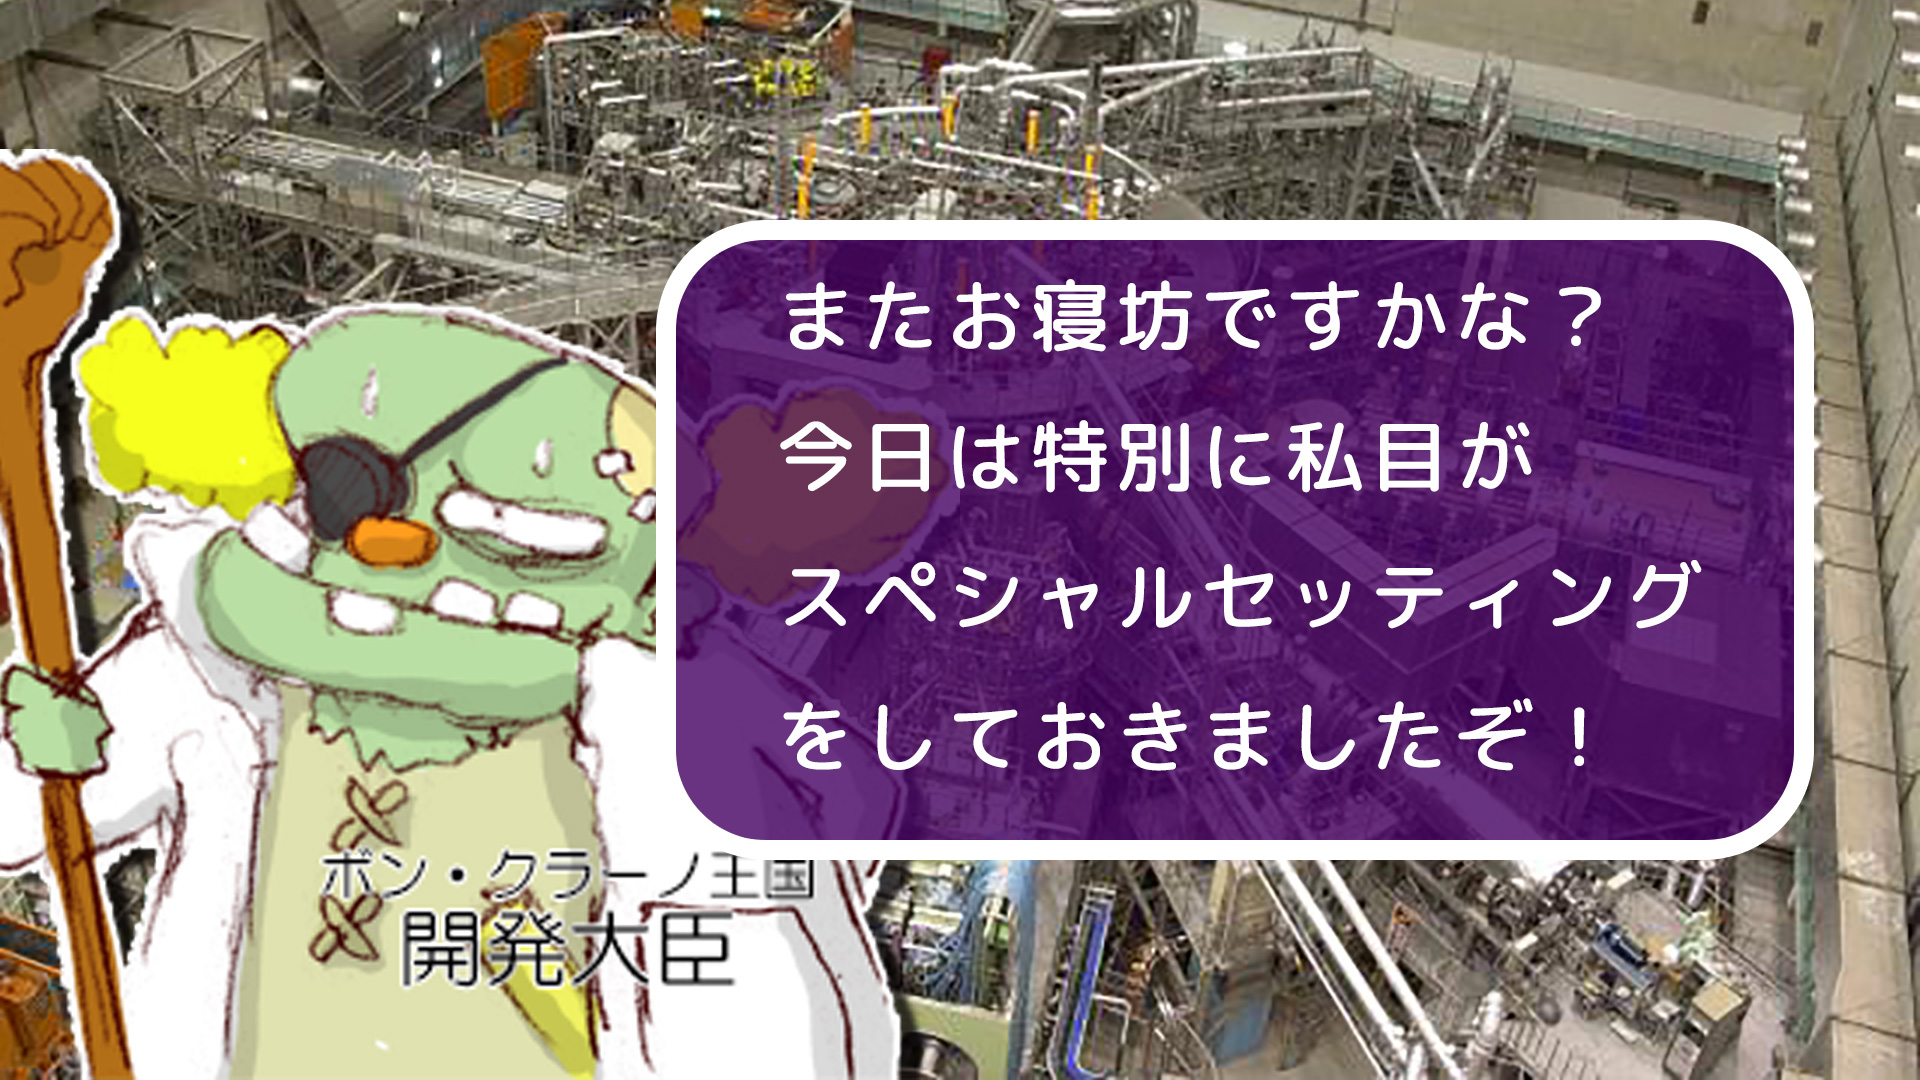 またお寝坊ですかな？
今日は特別に私目が
スペシャルセッティング
をしておきましたぞ！
ボン・クラーノ王国
開発大臣